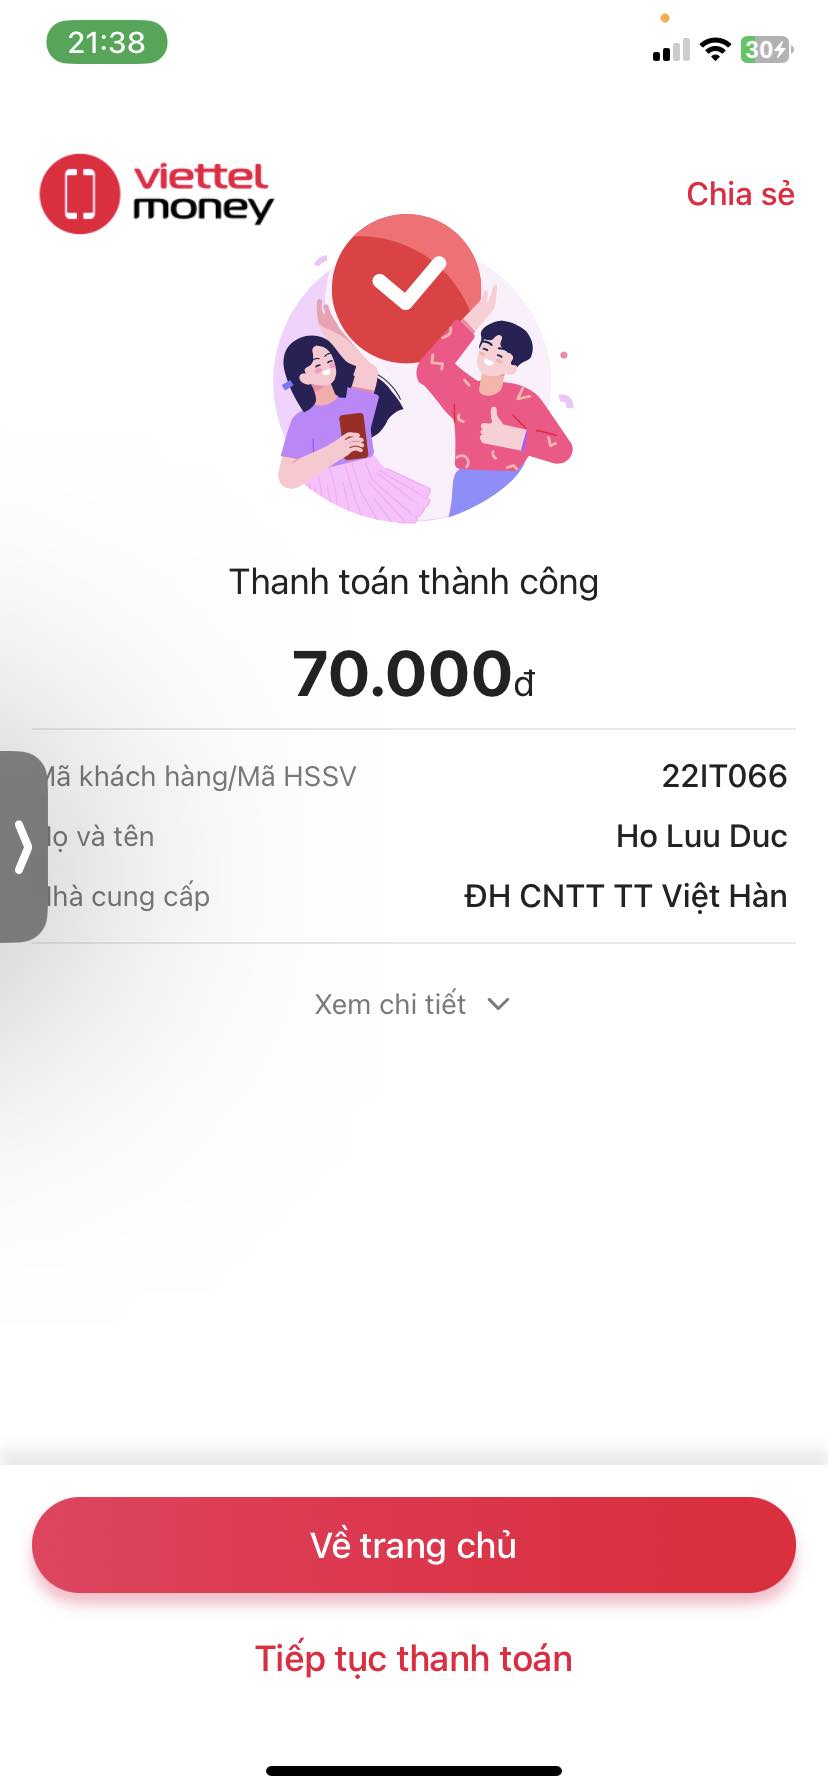 21:38
30
viettel
money
Chia sẻ
Thanh toán thành công
70.000đ
Mã khách hàng/Mã HSSV 22IT066
và tên Ho Luu Duc
cung cấp ĐH CNTT TT Việt Hàn
Xem chi tiết
Về trang chủ
Tiếp tục thanh toán